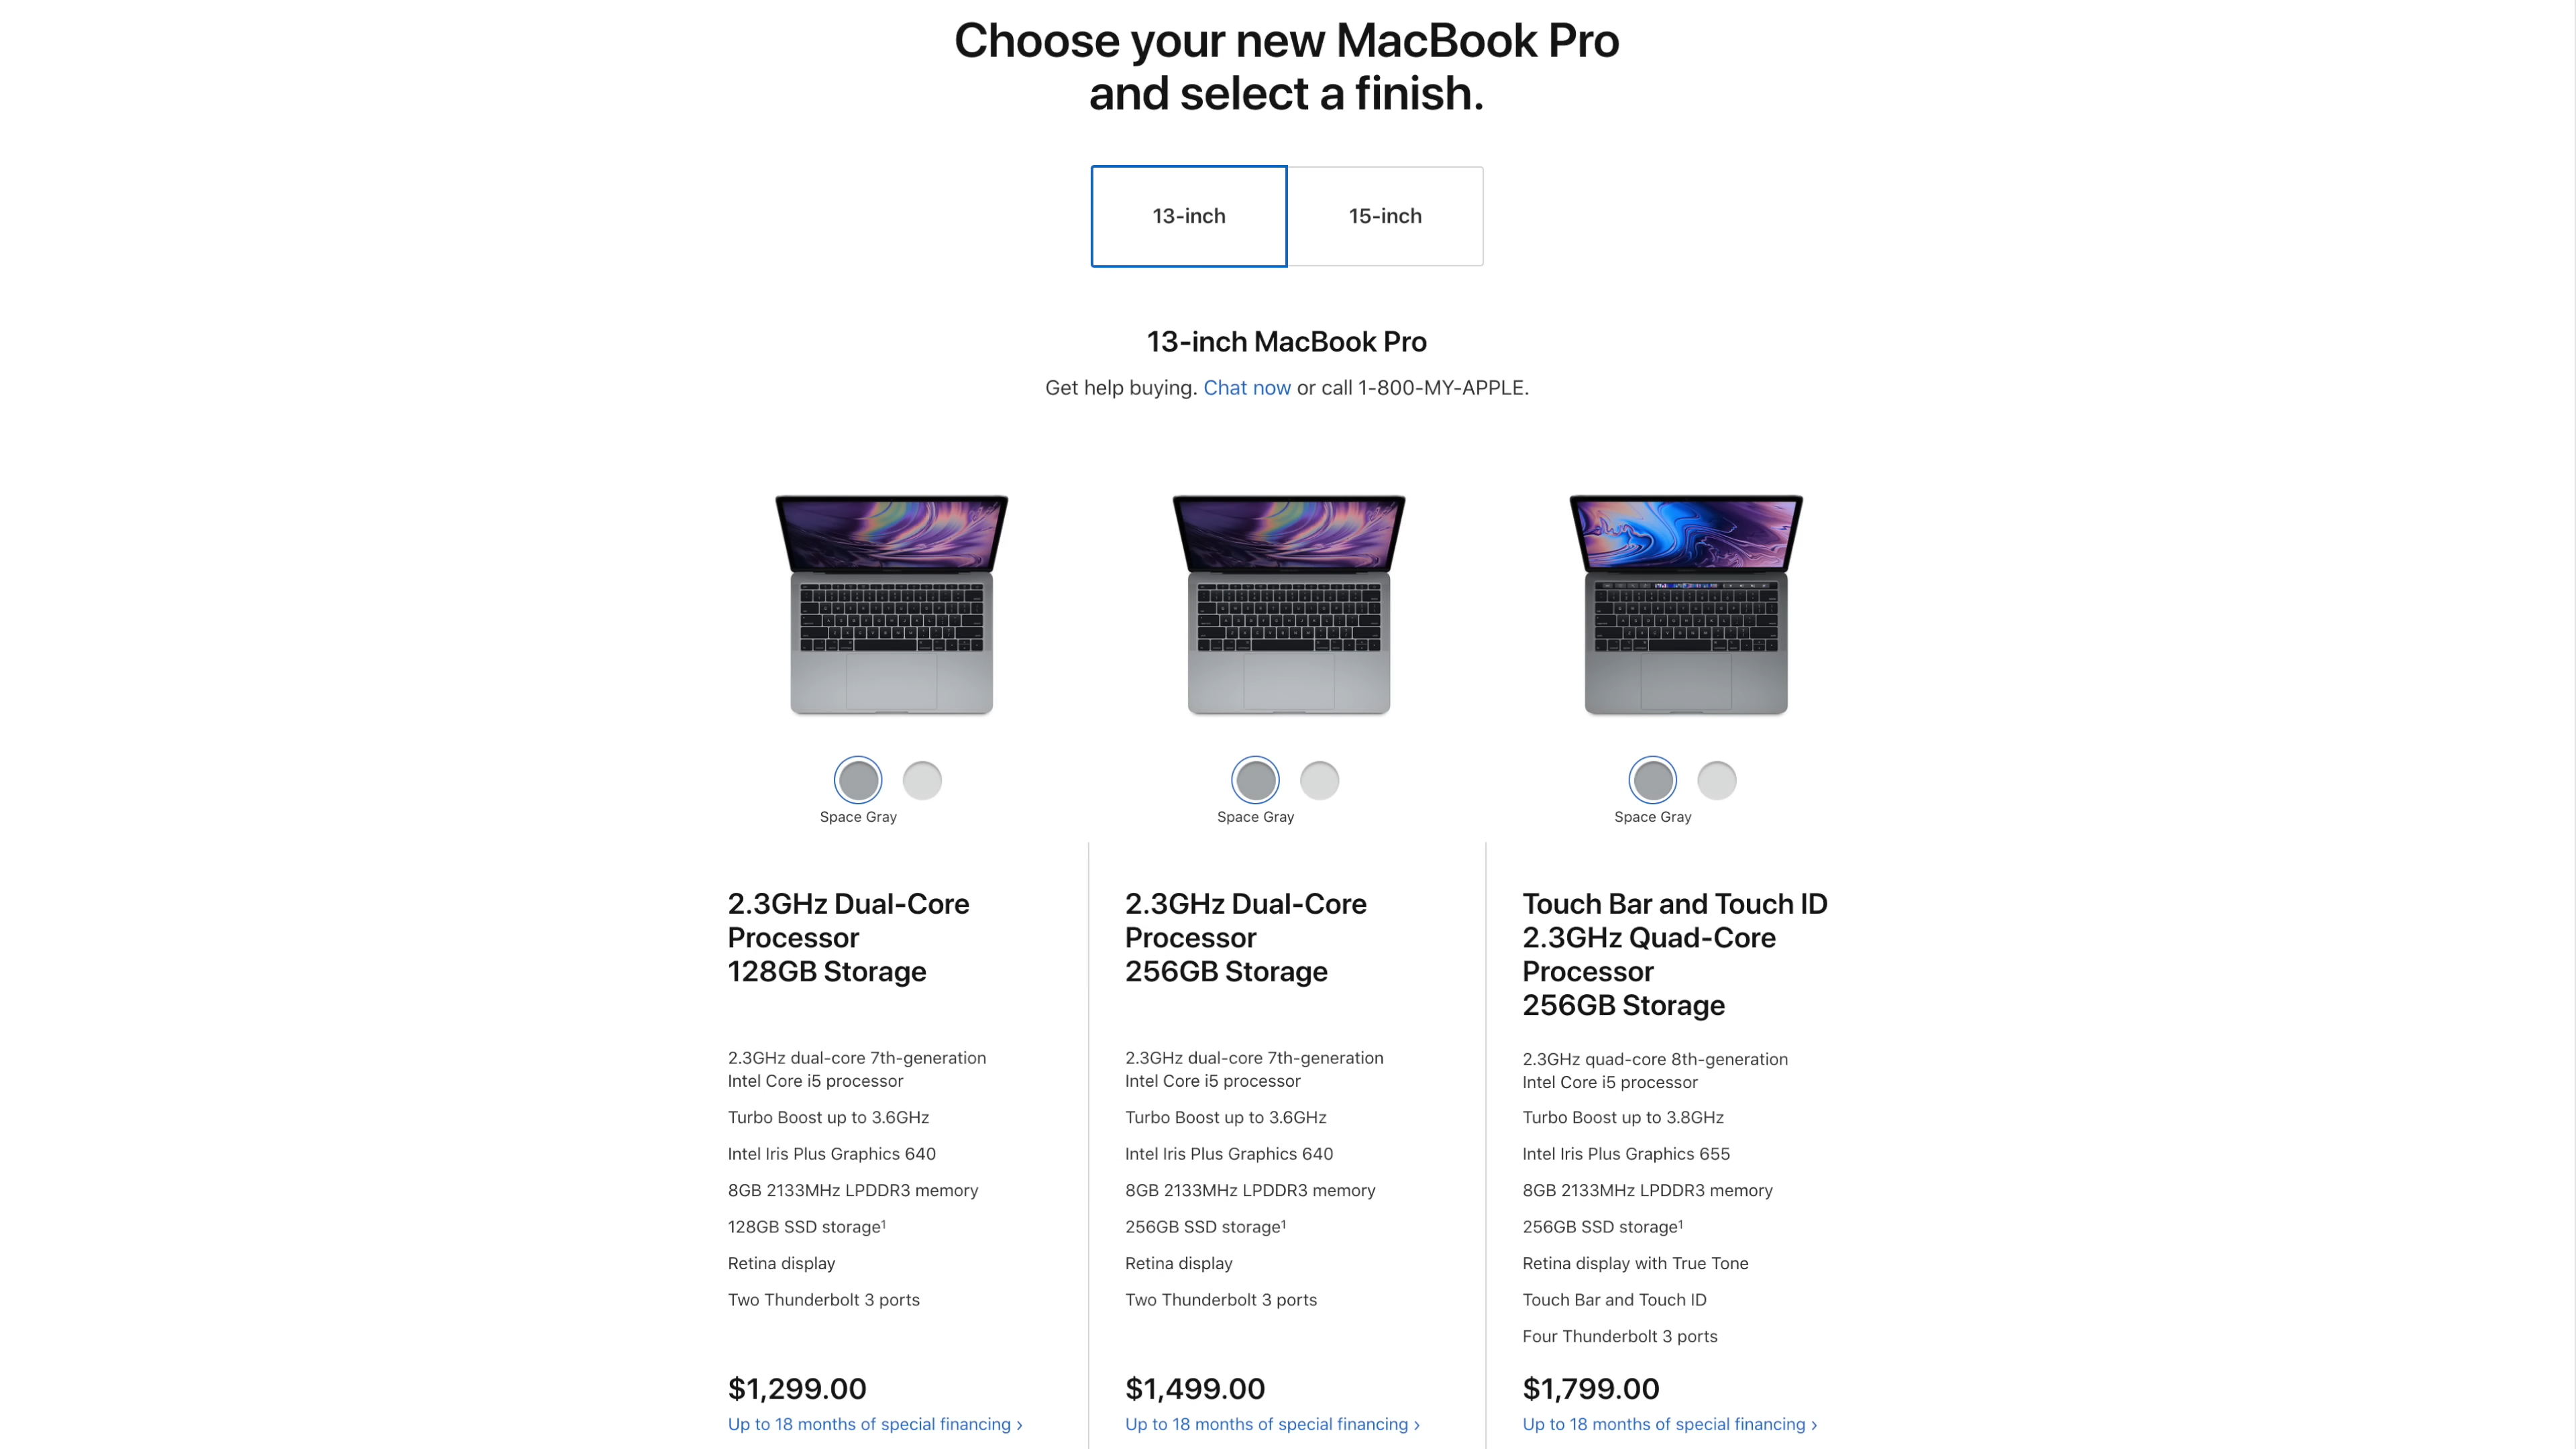 Choose your new MacBook Pro
and select a finish.
13-inch
15-inch
13-inch MacBook Pro
Get help buying. Chat now or call 1-800-MY-APPLE.
Space Gray
Space Gray
Space Gray
2.3GHz Dual-Core
Processor
128GB Storage
2.3GHz dual-core 7th-generation
Intel Core i5 processor
Turbo Boost up to 3.6GHz
Intel Iris Plus Graphics 640
8GB 2133MHz LPDDR3 memory
128GB SSD storage¹
Retina display
Two Thunderbolt 3 ports
$1,299.00
Up to 18 months of special financing ›
2.3GHz Dual-Core
Processor
256GB Storage
2.3GHz dual-core 7th-generation
Intel Core i5 processor
Turbo Boost up to 3.6GHz
Intel Iris Plus Graphics 640
8GB 2133MHz LPDDR3 memory
256GB SSD storage¹
Retina display
Two Thunderbolt 3 ports
$1,499.00
Up to 18 months of special financing ›
Touch Bar and Touch ID
2.3GHz Quad-Core
Processor
256GB Storage
2.3GHz quad-core 8th-generation
Intel Core i5 processor
Turbo Boost up to 3.8GHz
Intel Iris Plus Graphics 655
8GB 2133MHz LPDDR3 memory
256GB SSD storage¹
Retina display with True Tone
Touch Bar and Touch ID
Four Thunderbolt 3 ports
$1,799.00
Up to 18 months of special financing ›